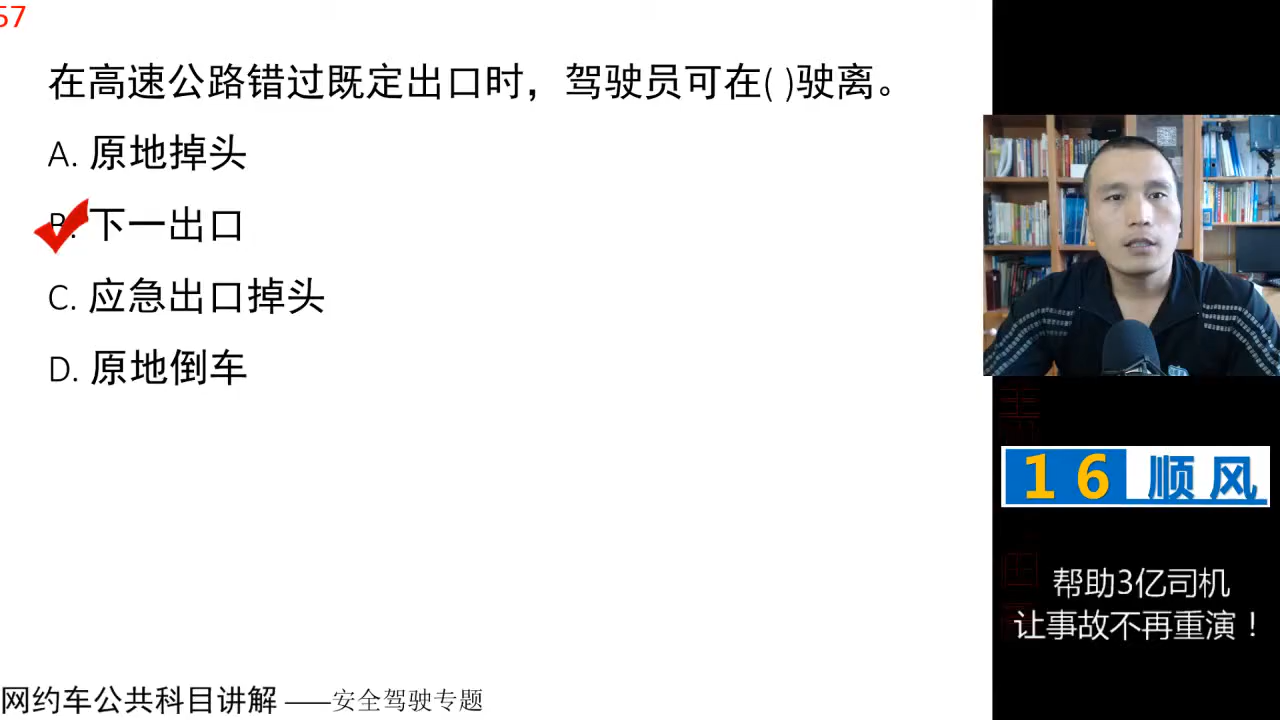 57
在高速公路错过既定出口时，驾驶员可在( )驶离。
A. 原地掉头
B. 下一出口
C. 应急出口掉头
D. 原地倒车
16 顺风
帮助3亿司机
让事故不再重演！
网约车公共科目讲解 ——安全驾驶专题